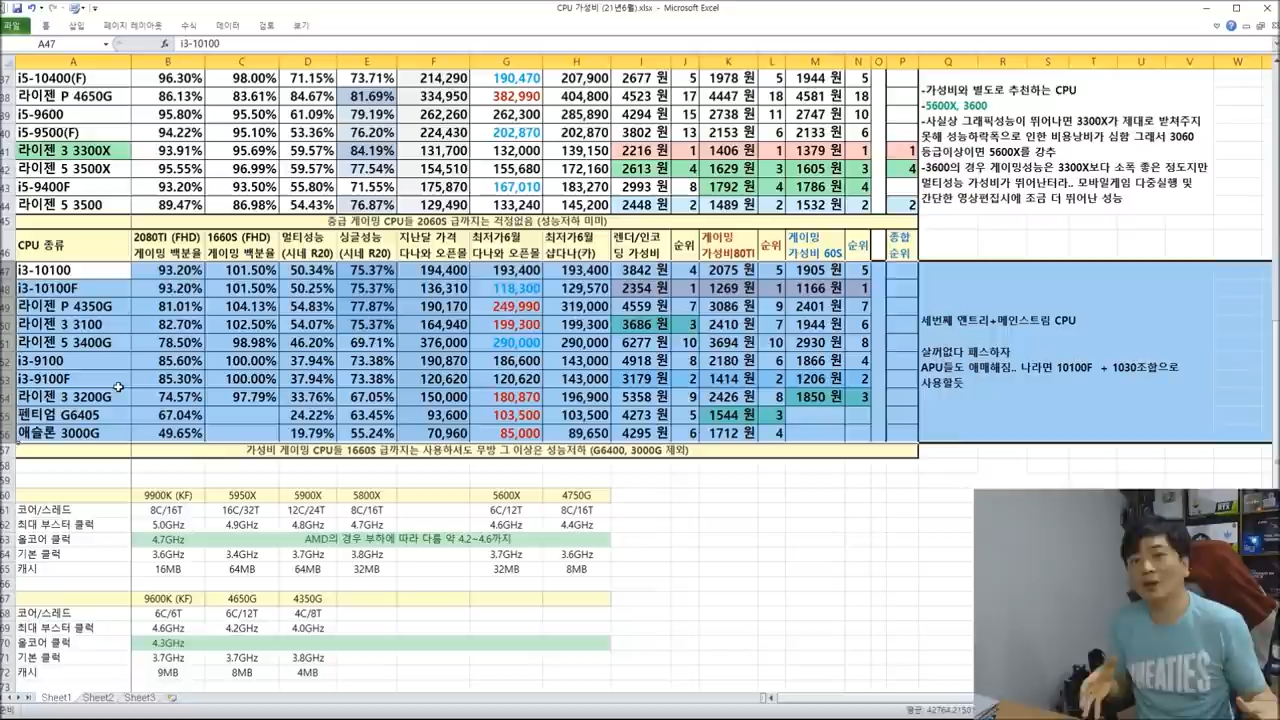 CPU 가성비 (21년6월).xlsx - Microsoft Excel
파일 홈 삽입 페이지 레이아웃 수식 데이터 검토 보기
A47 fx i3-10100
A B C D E F G H I J K L M N O P Q R S T U V W
37 i5-10400(F) 96.30% 98.00% 71.15% 73.71% 214,290 190,470 207,900 2677 원 5 1978 원 5 1944 원 5
38 라이젠 P 4650G 86.13% 83.61% 84.67% 81.69% 334,950 382,990 404,800 4523 원 17 4447 원 18 4581 원 18
39 i5-9600 95.80% 95.50% 61.09% 79.19% 262,260 262,300 285,890 4294 원 15 2738 원 11 2747 원 10
40 i5-9500(F) 94.22% 95.10% 53.36% 76.20% 224,430 202,870 220,870 3802 원 13 2153 원 6 2133 원 6
41 라이젠 3 3300X 93.91% 95.69% 59.57% 84.19% 131,700 132,000 139,150 2216 원 1 1406 원 1 1379 원 1 1
42 라이젠 5 3500X 95.55% 96.99% 59.57% 77.54% 154,510 155,680 172,160 2613 원 4 1629 원 3 1605 원 3 4
43 i5-9400F 93.20% 93.50% 55.80% 71.55% 175,870 167,010 183,270 2993 원 8 1792 원 4 1786 원 4
44 라이젠 5 3500 89.47% 86.98% 54.43% 76.87% 129,490 133,240 145,200 2448 원 2 1489 원 2 1532 원 2 2
-가성비와 별도로 추천하는 CPU
-5600X, 3600
-사실상 그래픽성능이 뛰어나면 3300X가 제대로 받쳐주지
못해 성능하락폭으로 인한 비용낭비가 심함 그래서 3060
등급이상이면 5600X를 강추
-3600의 경우 게이밍성능은 3300X보다 소폭 좋은 정도지만
멀티성능 가성비가 뛰어난터라.. 모바일게임 다중실행 및
간단한 영상편집시에 조금 더 뛰어난 성능
45 중급 게이밍 CPU들 2060S 급까지는 걱정없음 (성능저하 미미)
46 CPU 종류 2080TI (FHD) 게이밍 백분율 1660S (FHD) 게이밍 백분율 멀티성능 (시네 R20) 싱글성능 (시네 R20) 지난달 가격 다나와 오픈몰 최저가6월 다나와 오픈몰 최저가6월 샵다나(카) 렌더/인코딩 가성비 순위 게이밍 가성비80TI 순위 게이밍 가성비 60S 순위 종합 순위
47 i3-10100 93.20% 101.50% 50.34% 75.37% 194,400 193,400 193,400 3842 원 4 2075 원 5 1905 원 5
48 i3-10100F 93.20% 101.50% 50.25% 75.37% 136,310 118,300 129,570 2354 원 1 1269 원 1 1166 원 1
49 라이젠 P 4350G 81.01% 104.13% 54.83% 77.87% 190,170 249,990 319,000 4559 원 7 3086 원 9 2401 원 7
50 라이젠 3 3100 82.70% 102.50% 54.07% 75.37% 164,940 199,300 199,300 3686 원 3 2410 원 7 1944 원 6
51 라이젠 5 3400G 78.50% 98.98% 46.20% 69.71% 376,000 290,000 290,000 6277 원 10 3694 원 10 2930 원 8
52 i3-9100 85.60% 100.00% 37.94% 73.38% 190,870 186,600 143,000 4918 원 8 2180 원 6 1866 원 4
53 i3-9100F 85.30% 100.00% 37.94% 73.38% 120,620 120,620 143,000 3179 원 2 1414 원 2 1206 원 2
54 라이젠 3 3200G 74.57% 97.79% 33.76% 67.05% 150,000 180,870 196,900 5358 원 9 2426 원 8 1850 원 3
55 펜티엄 G6405 67.04% 24.22% 63.45% 93,600 103,500 103,500 4273 원 5 1544 원 3
56 애슬론 3000G 49.65% 19.79% 55.24% 70,960 85,000 89,650 4295 원 6 1712 원 4
세번째 엔트리+메인스트림 CPU
살꺼없다 패스하자
APU들도 애매해짐.. 나라면 10100F + 1030조합으로
사용할듯
57 가성비 게이밍 CPU들 1660S 급까지는 사용하셔도 무방 그 이상은 성능저하 (G6400, 3000G 제외)
58
59
60 9900K (KF) 5950X 5900X 5800X 5600X 4750G
61 코어/스레드 8C/16T 16C/32T 12C/24T 8C/16T 6C/12T 8C/16T
62 최대 부스터 클럭 5.0GHz 4.9GHz 4.8GHz 4.7GHz 4.6GHz 4.4GHz
63 올코어 클럭 4.7GHz AMD의 경우 부하에 따라 다름 약 4.2~4.6까지
64 기본 클럭 3.6GHz 3.4GHz 3.7GHz 3.8GHz 3.7GHz 3.6GHz
65 캐시 16MB 64MB 64MB 32MB 32MB 8MB
66
67 9600K (KF) 4650G 4350G
68 코어/스레드 6C/6T 6C/12T 4C/8T
69 최대 부스터 클럭 4.6GHz 4.2GHz 4.0GHz
70 올코어 클럭 4.3GHz
71 기본 클럭 3.7GHz 3.7GHz 3.8GHz
72 캐시 9MB 8MB 4MB
73
Sheet1 Sheet2 Sheet3